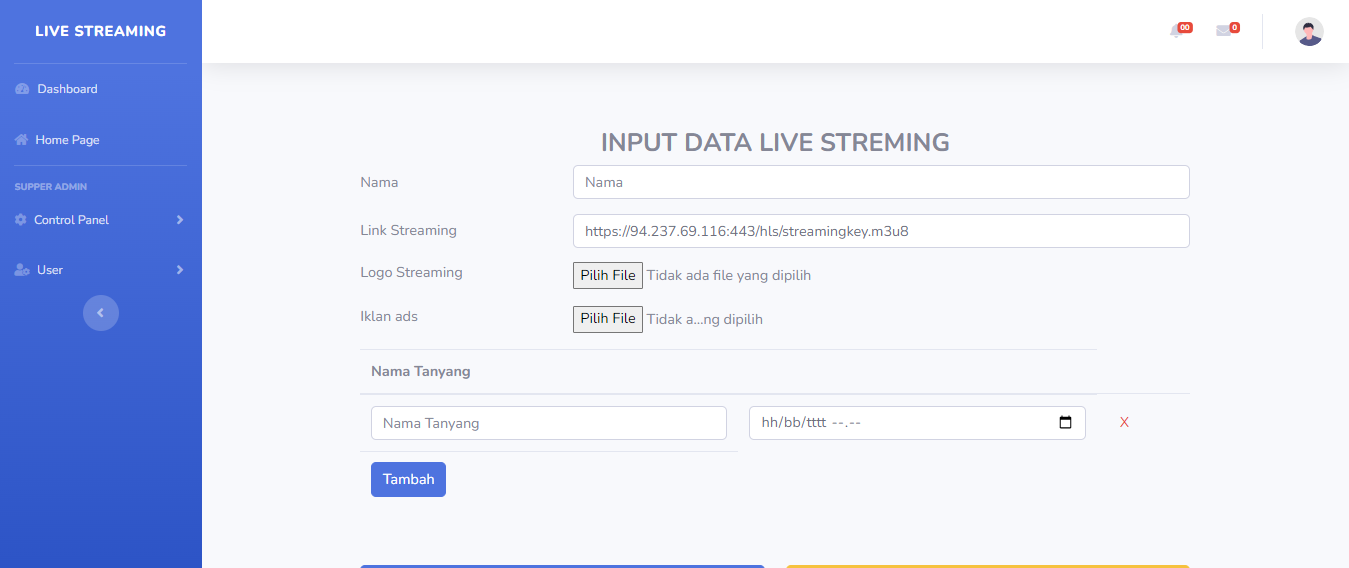 LIVE STREAMING
00
0
Dashboard
Home Page
SUPPER ADMIN
Control Panel
User
INPUT DATA LIVE STREMING
Nama
Nama
Link Streaming
https://94.237.69.116:443/hls/streamingkey.m3u8
Logo Streaming
Pilih File Tidak ada file yang dipilih
Iklan ads
Pilih File Tidak a...ng dipilih
Nama Tanyang
Nama Tanyang
hh/bb/tttt --.--
X
Tambah